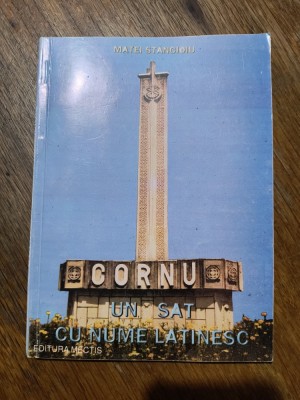 MATEI STANCIOIU
CORNU
UN SAT
CU NUME LATINESC
EDITURA MECTIS